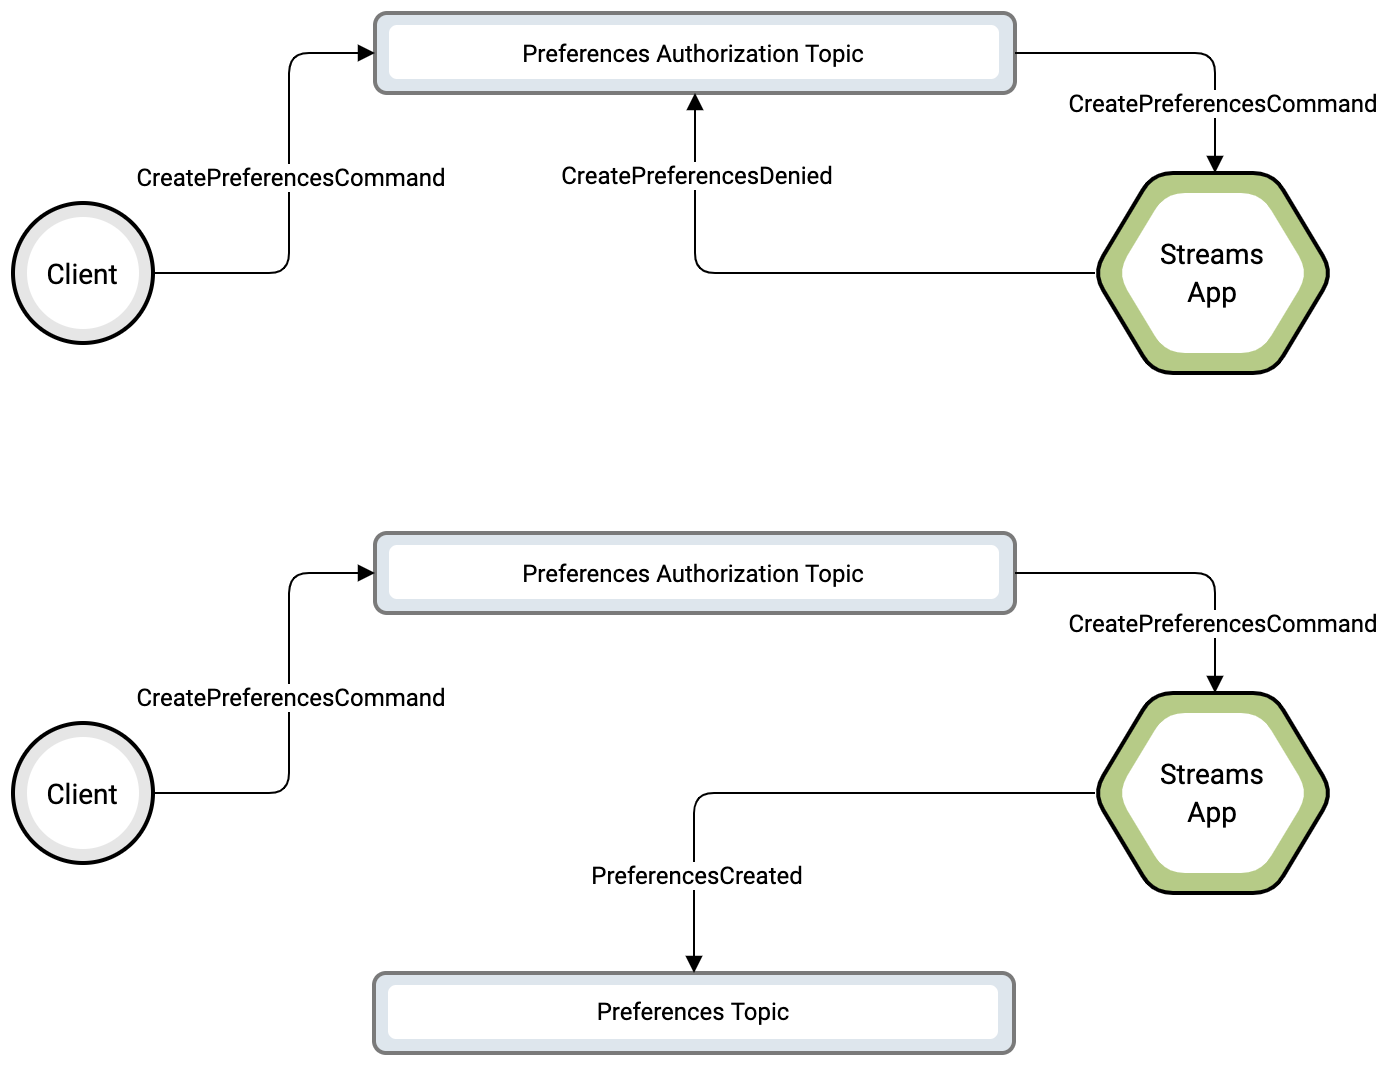 Preferences Authorization Topic
CreatePreferencesCommand
CreatePreferencesCommand
CreatePreferencesDenied
Client
Streams
App
Preferences Authorization Topic
CreatePreferencesCommand
CreatePreferencesCommand
Client
Streams
App
PreferencesCreated
Preferences Topic